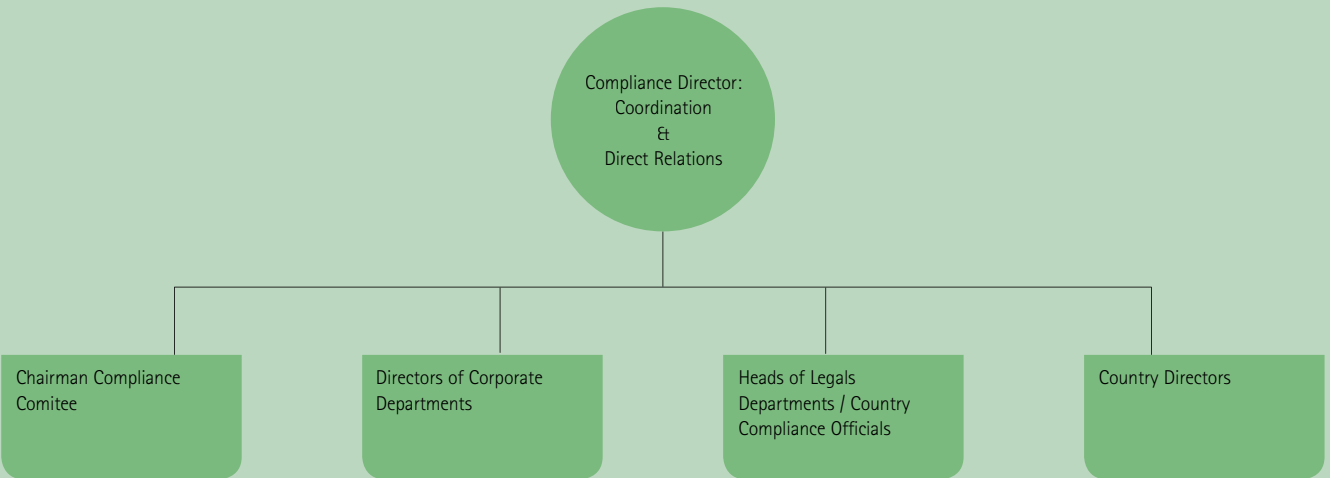 Compliance Director:
Coordination
&
Direct Relations
Chairman Compliance
Comitee
Directors of Corporate
Departments
Heads of Legals
Departments / Country
Compliance Officials
Country Directors